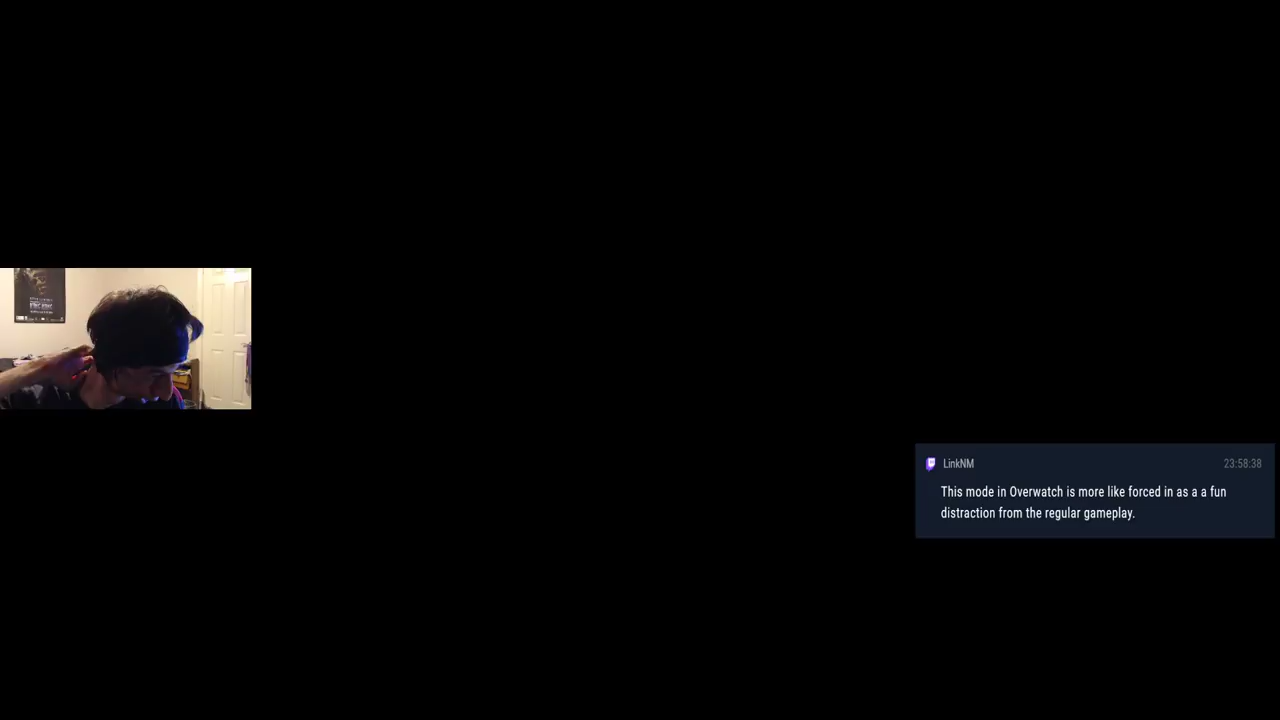 LinkNM
23:58:38
This mode in Overwatch is more like forced in as a a fun
distraction from the regular gameplay.